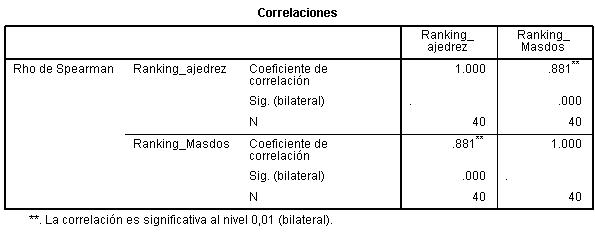 Correlaciones
Ranking_ Ranking_
ajedrez Masdos
Rho de Spearman Ranking_ajedrez Coeficiente de 1.000 .881**
correlación
Sig. (bilateral) . .000
N 40 40
Ranking_Masdos Coeficiente de .881** 1.000
correlación
Sig. (bilateral) .000 .
N 40 40
**. La correlación es significativa al nivel 0,01 (bilateral).